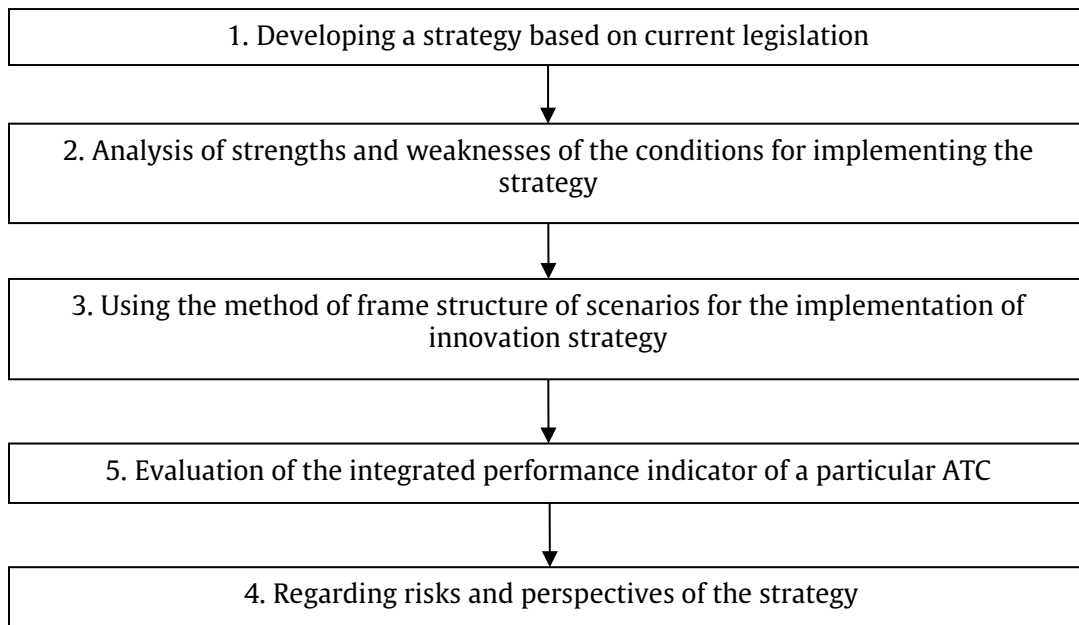 1. Developing a strategy based on current legislation
2. Analysis of strengths and weaknesses of the conditions for implementing the
strategy
3. Using the method of frame structure of scenarios for the implementation of
innovation strategy
5. Evaluation of the integrated performance indicator of a particular ATC
4. Regarding risks and perspectives of the strategy